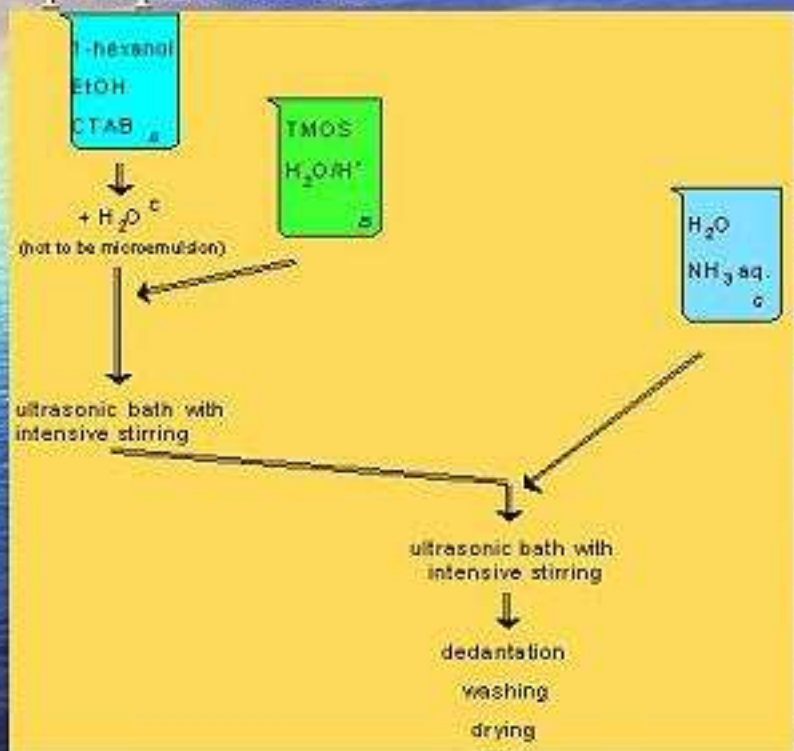 1-hexanol
EtOH
CTAB a
+ H₂O c
(not to be microemulsion)
TMOS
H₂O/H⁺
B
H₂O
NH₃ aq.
c
ultrasonic bath with
intensive stirring
ultrasonic bath with
intensive stirring
dedantation
washing
drying